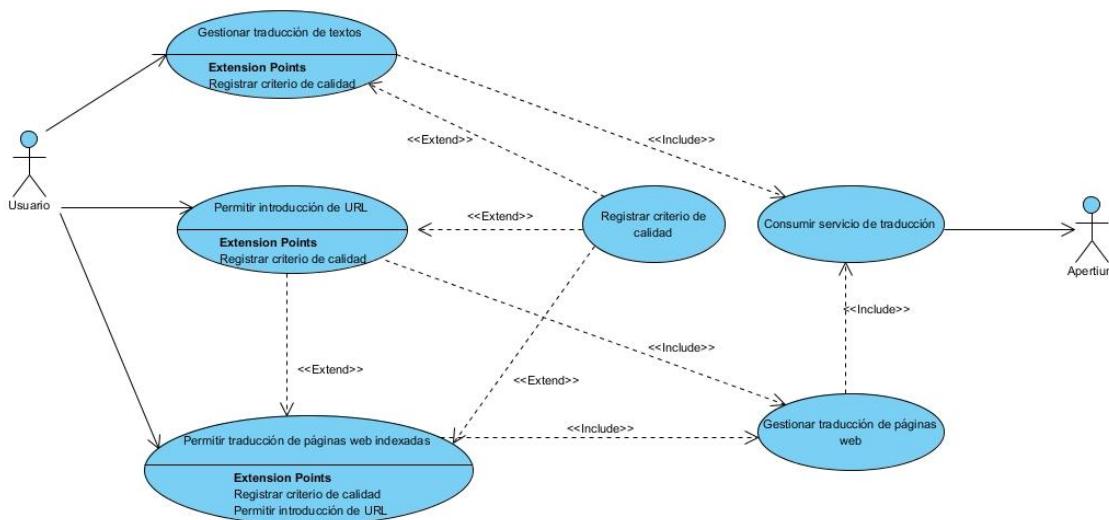 Gestionar traducción de textos
Extension Points
Registrar criterio de calidad
<<Extend>>
<<Include>>
Usuario
Permitir introducción de URL
Extension Points
Registrar criterio de calidad
<<Extend>>
Registrar criterio de
calidad
Consumir servicio de traducción
Apertium
<<Include>>
<<Include>>
<<Extend>>
<<Extend>>
Permitir traducción de páginas web indexadas
Extension Points
Registrar criterio de calidad
Permitir introducción de URL
<<Include>>
Gestionar traducción de páginas
web